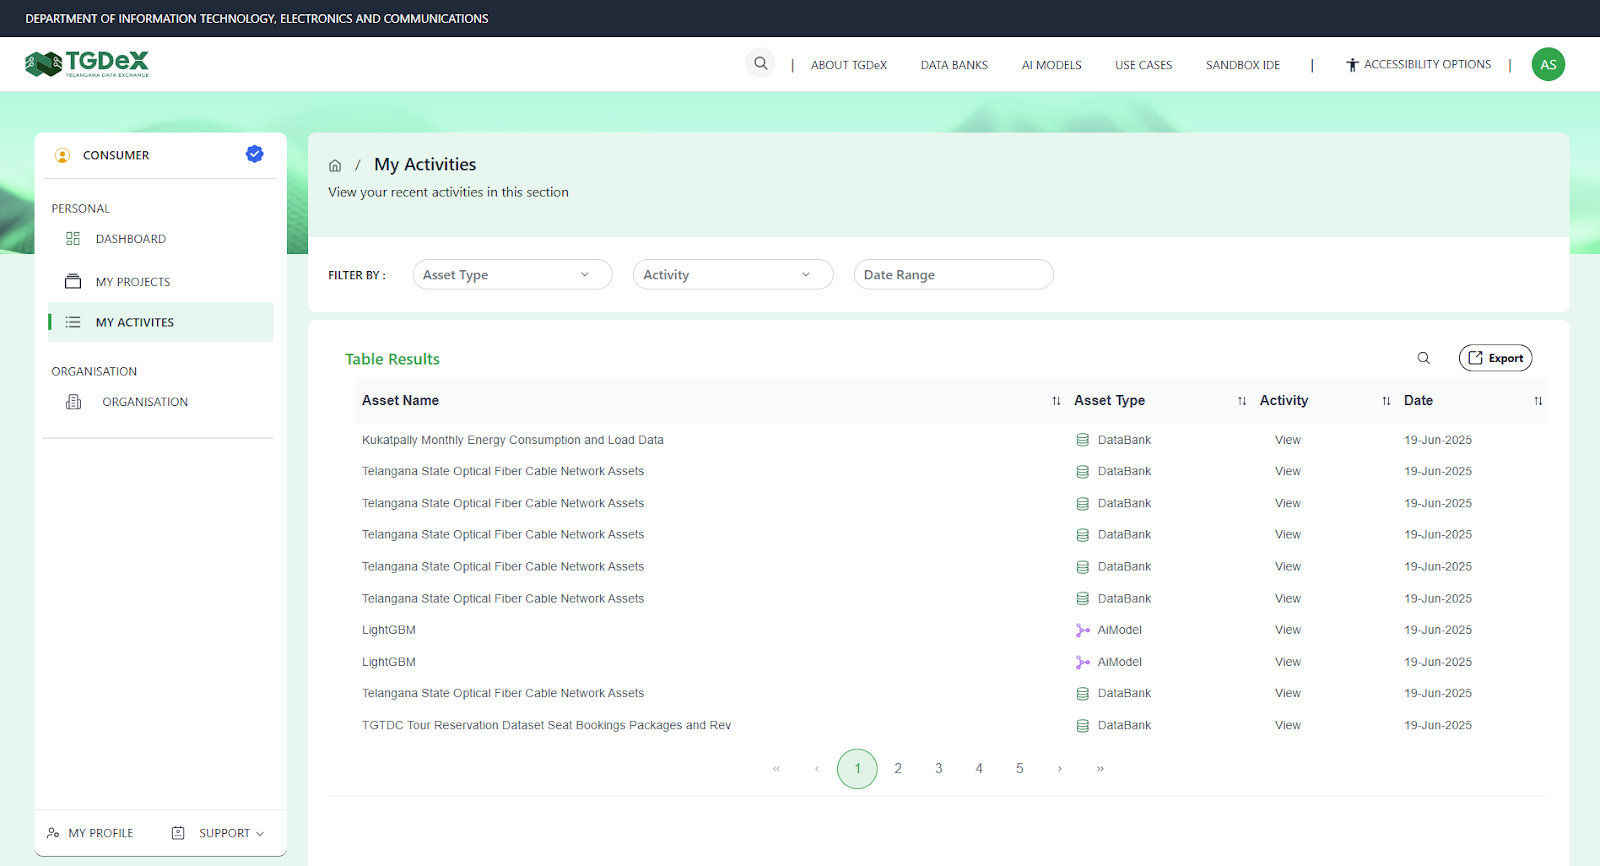 DEPARTMENT OF INFORMATION TECHNOLOGY, ELECTRONICS AND COMMUNICATIONS
TGDeX
TELANGANA DATA EXCHANGE
| ABOUT TGDeX DATA BANKS AI MODELS USE CASES SANDBOX IDE | ACCESSIBILITY OPTIONS | AS
CONSUMER
PERSONAL
DASHBOARD
MY PROJECTS
MY ACTIVITES
ORGANISATION
ORGANISATION
MY PROFILE SUPPORT
/ My Activities
View your recent activities in this section
FILTER BY : Asset Type Activity Date Range
Table Results Export
Asset Name Asset Type Activity Date
Kukatpally Monthly Energy Consumption and Load Data DataBank View 19-Jun-2025
Telangana State Optical Fiber Cable Network Assets DataBank View 19-Jun-2025
Telangana State Optical Fiber Cable Network Assets DataBank View 19-Jun-2025
Telangana State Optical Fiber Cable Network Assets DataBank View 19-Jun-2025
Telangana State Optical Fiber Cable Network Assets DataBank View 19-Jun-2025
Telangana State Optical Fiber Cable Network Assets DataBank View 19-Jun-2025
LightGBM AiModel View 19-Jun-2025
LightGBM AiModel View 19-Jun-2025
Telangana State Optical Fiber Cable Network Assets DataBank View 19-Jun-2025
TGTDC Tour Reservation Dataset Seat Bookings Packages and Rev DataBank View 19-Jun-2025
« ‹ 1 2 3 4 5 › »